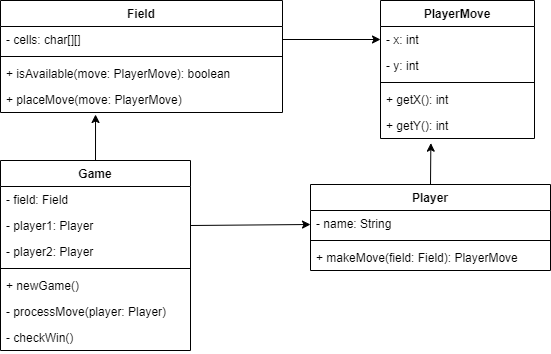 Field
- cells: char[][]
+ isAvailable(move: PlayerMove): boolean
+ placeMove(move: PlayerMove)
PlayerMove
- x: int
- y: int
+ getX(): int
+ getY(): int
Game
- field: Field
- player1: Player
- player2: Player
+ newGame()
- processMove(player: Player)
- checkWin()
Player
- name: String
+ makeMove(field: Field): PlayerMove